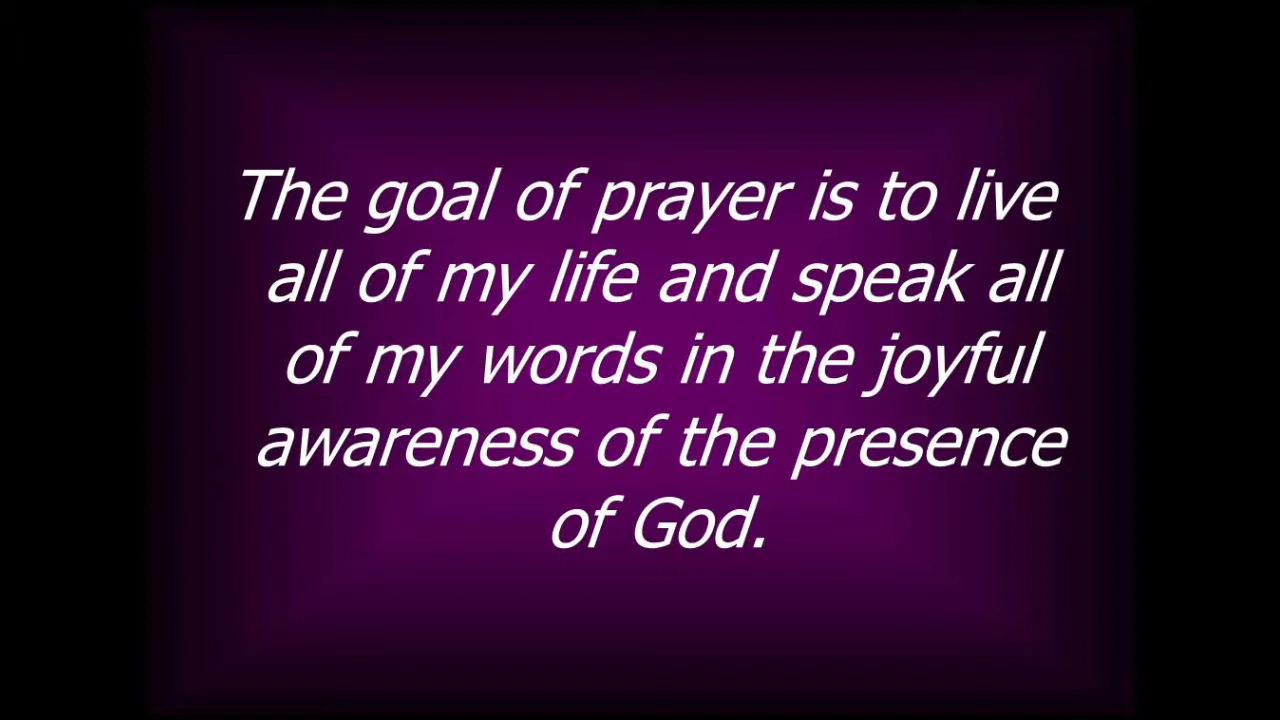 The goal of prayer is to live
all of my life and speak all
of my words in the joyful
awareness of the presence
of God.